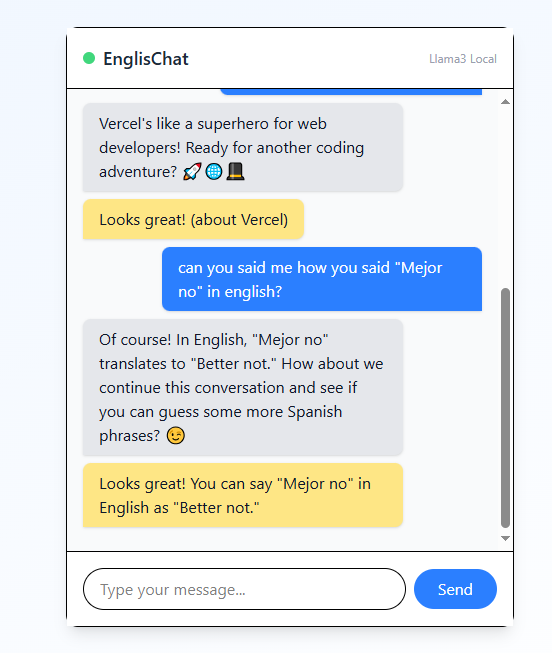 EnglisChat
Llama3 Local
Vercel's like a superhero for web
developers! Ready for another coding
adventure? 🚀🌐🎩
Looks great! (about Vercel)
can you said me how you said "Mejor
no" in english?
Of course! In English, "Mejor no"
translates to "Better not." How about we
continue this conversation and see if
you can guess some more Spanish
phrases? 😉
Looks great! You can say "Mejor no" in
English as "Better not."
Type your message...
Send